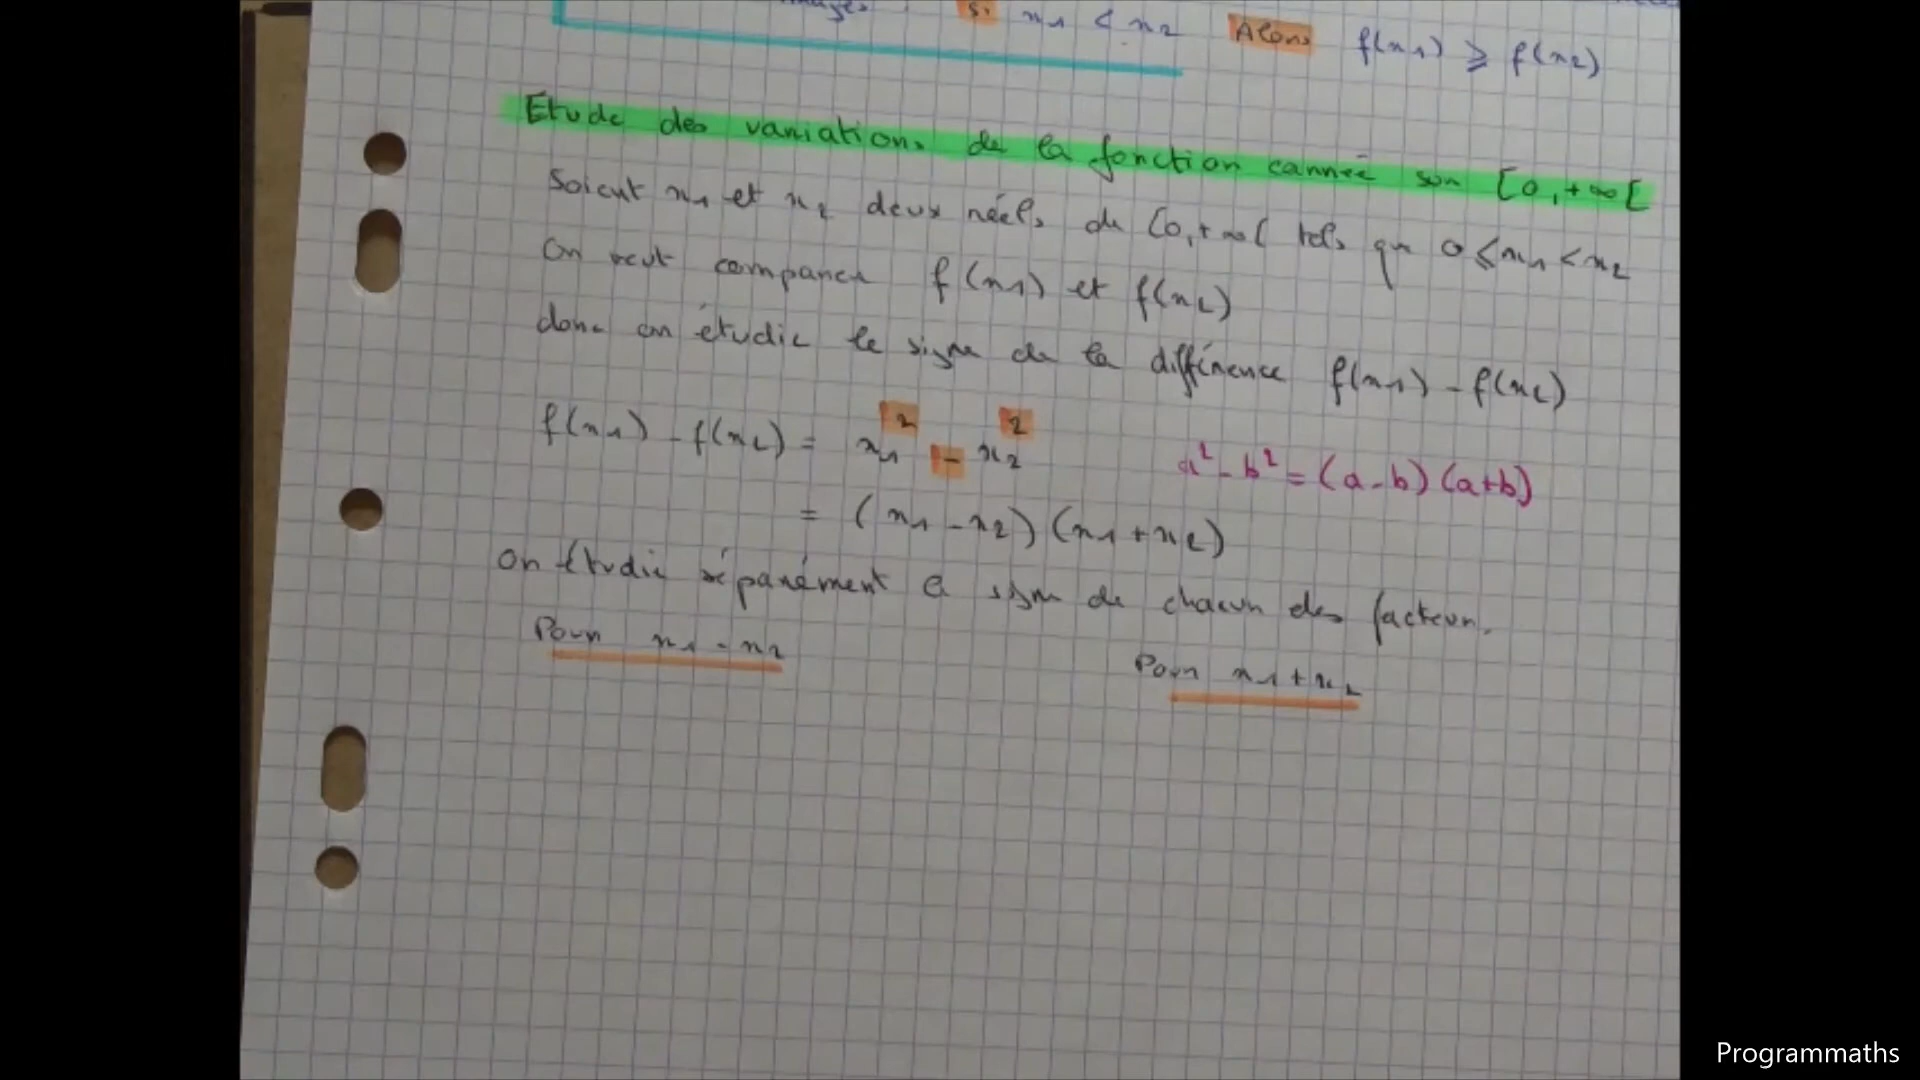 Si x1 < x2 Alors f(x1) ⩾ f(x2)
Etude des variations de la fonction carrée sur [0,+∞[
Soient x1 et x2 deux réels de [0,+∞[ tels que 0 ⩽ x1 < x2
On veut comparer f(x1) et f(x2)
donc on étudie le signe de la différence f(x1) - f(x2)
f(x1) - f(x2) = x1² - x2²
a² - b² = (a-b)(a+b)
= (x1 - x2)(x1 + x2)
On étudie séparément le signe de chacun des facteurs.
Pour x1 - x2
Pour x1 + x2
Programmaths